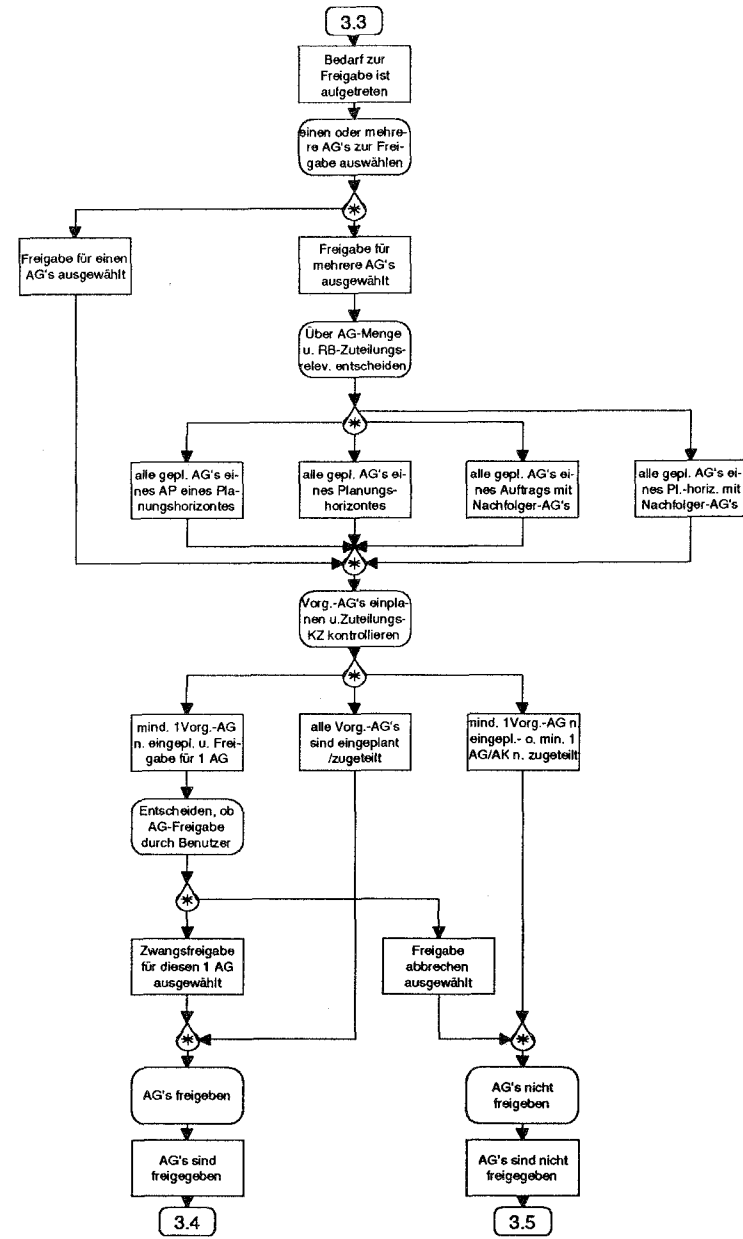 3.3
Bedarf zur
Freigabe ist
aufgetreten
einen oder mehre-
re AG's zur Frei-
gabe auswählen
*
Freigabe für einen
AG's ausgewählt
Freigabe für
mehrere AG's
ausgewählt
Über AG-Menge
u. RB-Zuteilungs-
relev. entscheiden
*
alle gepl. AG's ei-
nes AP eines Pla-
nungshorizontes
alle gepl. AG's ei-
nes Planungs-
horizontes
alle gepl. AG's ei-
nes Auftrags mit
Nachfolger-AG's
alle gepl. AG's ei-
nes Pl.-horiz. mit
Nachfolger-AG's
*
Vorg.-AG's einpla-
nen u.Zuteilungs-
KZ kontrollieren
*
mind. 1Vorg.-AG
n. eingepl. u. Frei-
gabe für 1 AG
alle Vorg.-AG's
sind eingeplant
/zugeteilt
mind. 1Vorg.-AG n.
eingepl.- o. min. 1
AG/AK n. zugeteilt
Entscheiden, ob
AG-Freigabe
durch Benutzer
*
Zwangsfreigabe
für diesen 1 AG
ausgewählt
Freigabe
abbrechen
ausgewählt
*
*
AG's freigeben
AG's nicht
freigeben
AG's sind
freigegeben
AG's sind nicht
freigegeben
3.4
3.5